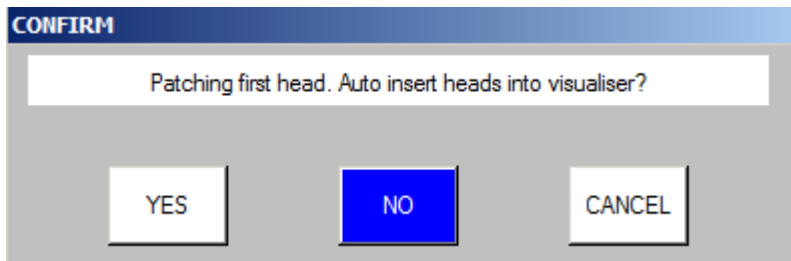 CONFIRM
Patching first head. Auto insert heads into visualiser?
YES NO CANCEL